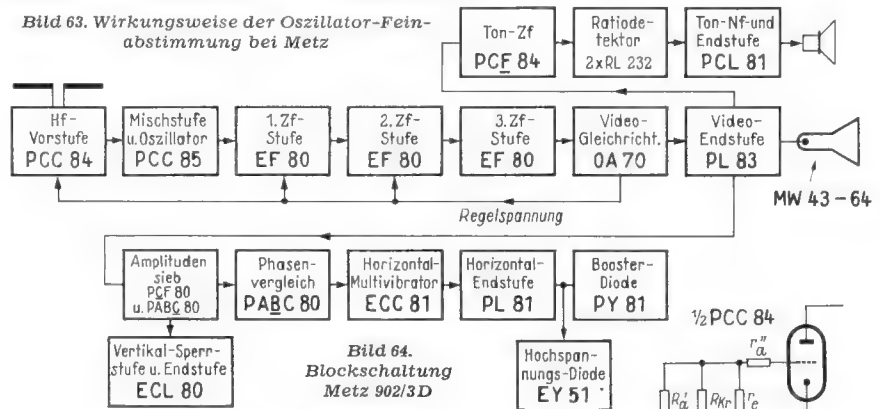 Bild 63. Wirkungsweise der Oszillator-Fein-
abstimmung bei Metz
Ton-Zf
PCF 84
Ratiode-
tektor
2xRL 232
Ton-Nf-und
Endstufe
PCL 81
Hf-
Vorstufe
PCC 84
Mischstufe
u. Oszillator
PCC 85
1. Zf-
Stufe
EF 80
2. Zf-
Stufe
EF 80
3. Zf-
Stufe
EF 80
Video-
Gleichricht.
OA 70
Video-
Endstufe
PL 83
MW 43-64
Regelspannung
Amplituden
sieb
PCF 80
u. PABC 80
Phasen-
vergleich
PABC 80
Horizontal-
Multivibrator
ECC 81
Horizontal-
Endstufe
PL 81
Booster-
Diode
PY 81
Vertikal-Sperr-
stufe u. Endstufe
ECL 80
Bild 64.
Blockschaltung
Metz 902/3D
Hochspan-
nungs-Diode
EY 51
½PCC 84
ra''
Ra'
RKr
re